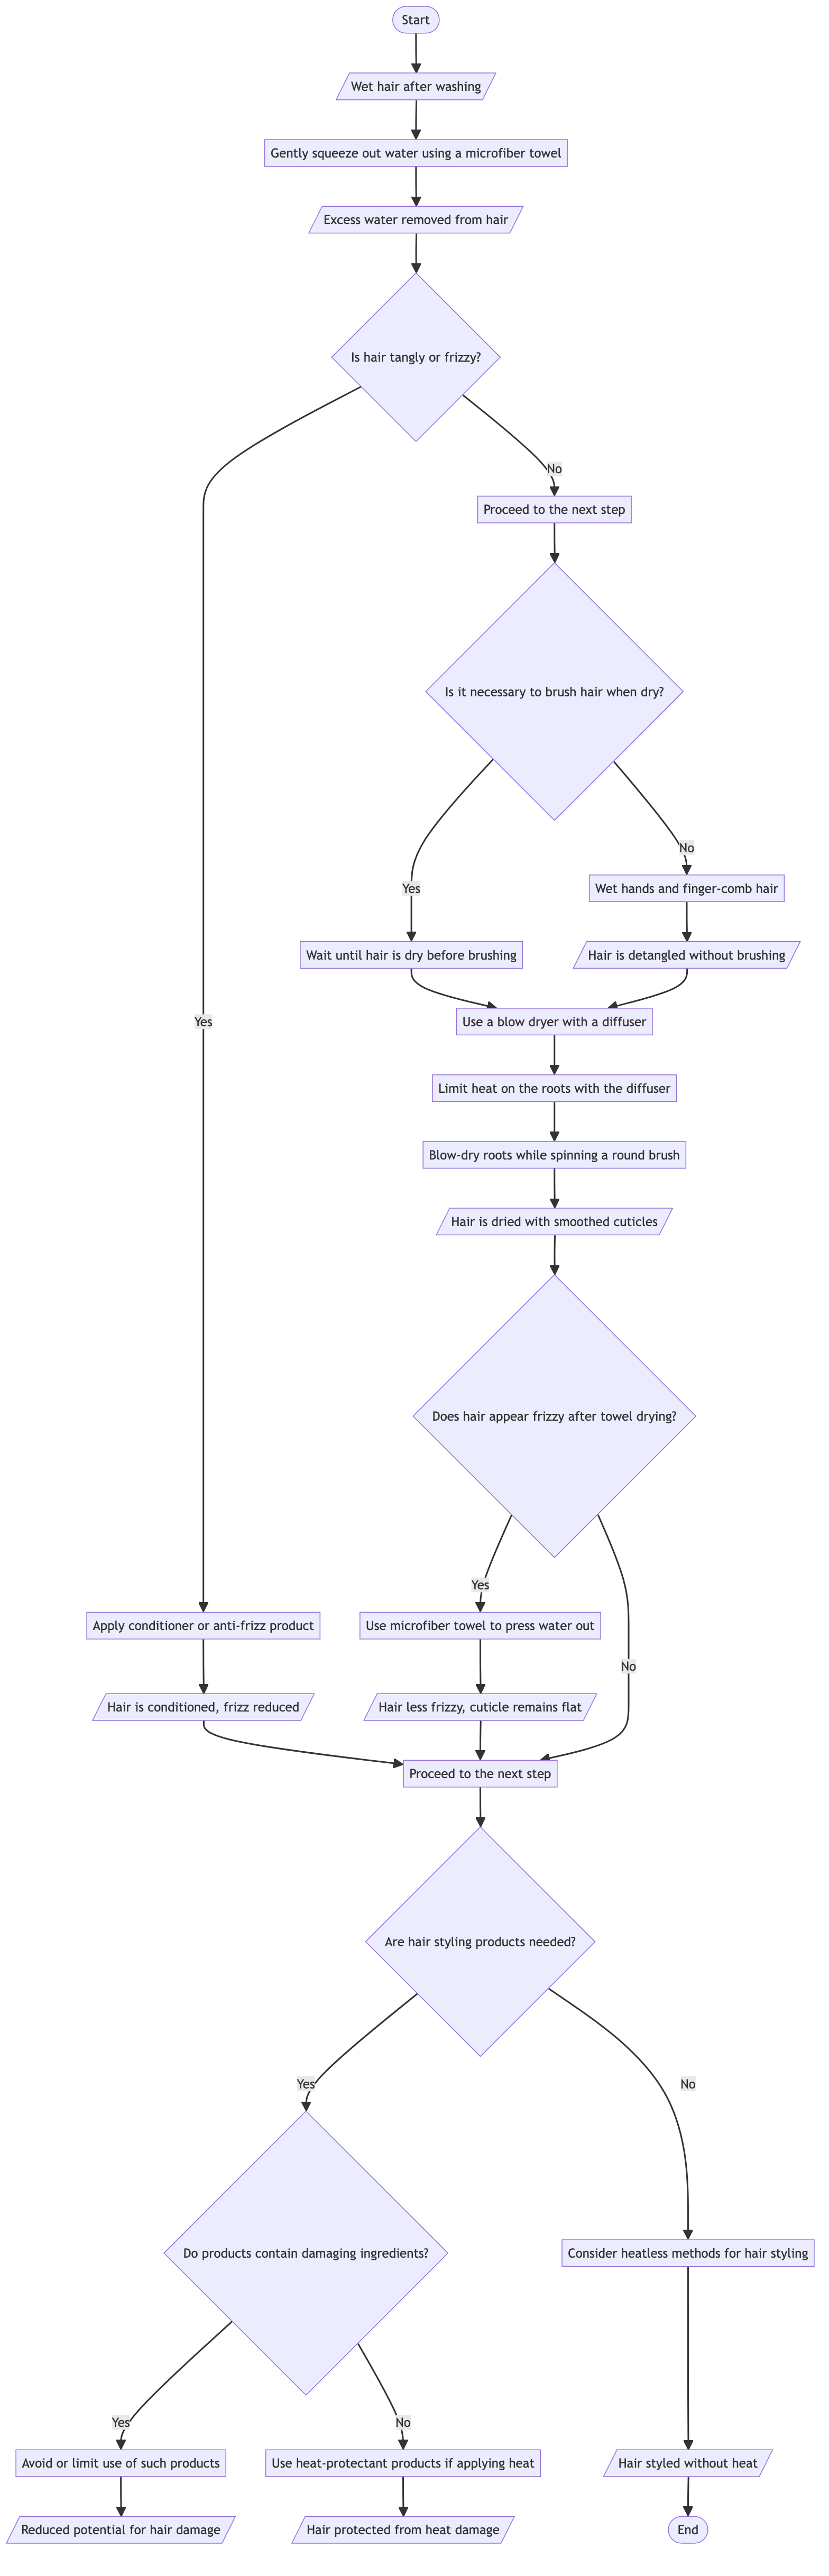 Start
Wet hair after washing
Gently squeeze out water using a microfiber towel
Excess water removed from hair
Is hair tangly or frizzy?
No
Proceed to the next step
Is it necessary to brush hair when dry?
No
Yes
Wet hands and finger-comb hair
Wait until hair is dry before brushing
Hair is detangled without brushing
Yes
Use a blow dryer with a diffuser
Limit heat on the roots with the diffuser
Blow-dry roots while spinning a round brush
Hair is dried with smoothed cuticles
Does hair appear frizzy after towel drying?
Yes
Apply conditioner or anti-frizz product
Use microfiber towel to press water out
No
Hair is conditioned, frizz reduced
Hair less frizzy, cuticle remains flat
Proceed to the next step
Are hair styling products needed?
Yes
No
Do products contain damaging ingredients?
Consider heatless methods for hair styling
Yes
No
Avoid or limit use of such products
Use heat-protectant products if applying heat
Hair styled without heat
Reduced potential for hair damage
Hair protected from heat damage
End